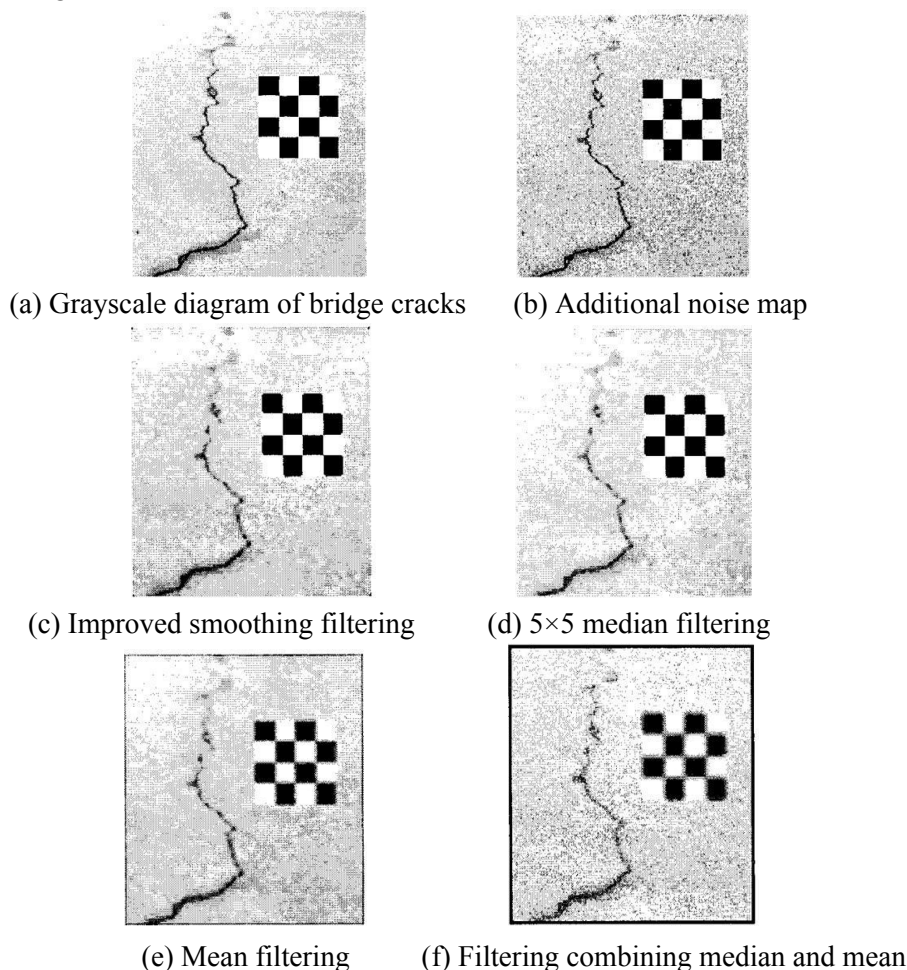 (a) Grayscale diagram of bridge cracks
(b) Additional noise map
(c) Improved smoothing filtering
(d) 5×5 median filtering
(e) Mean filtering
(f) Filtering combining median and mean